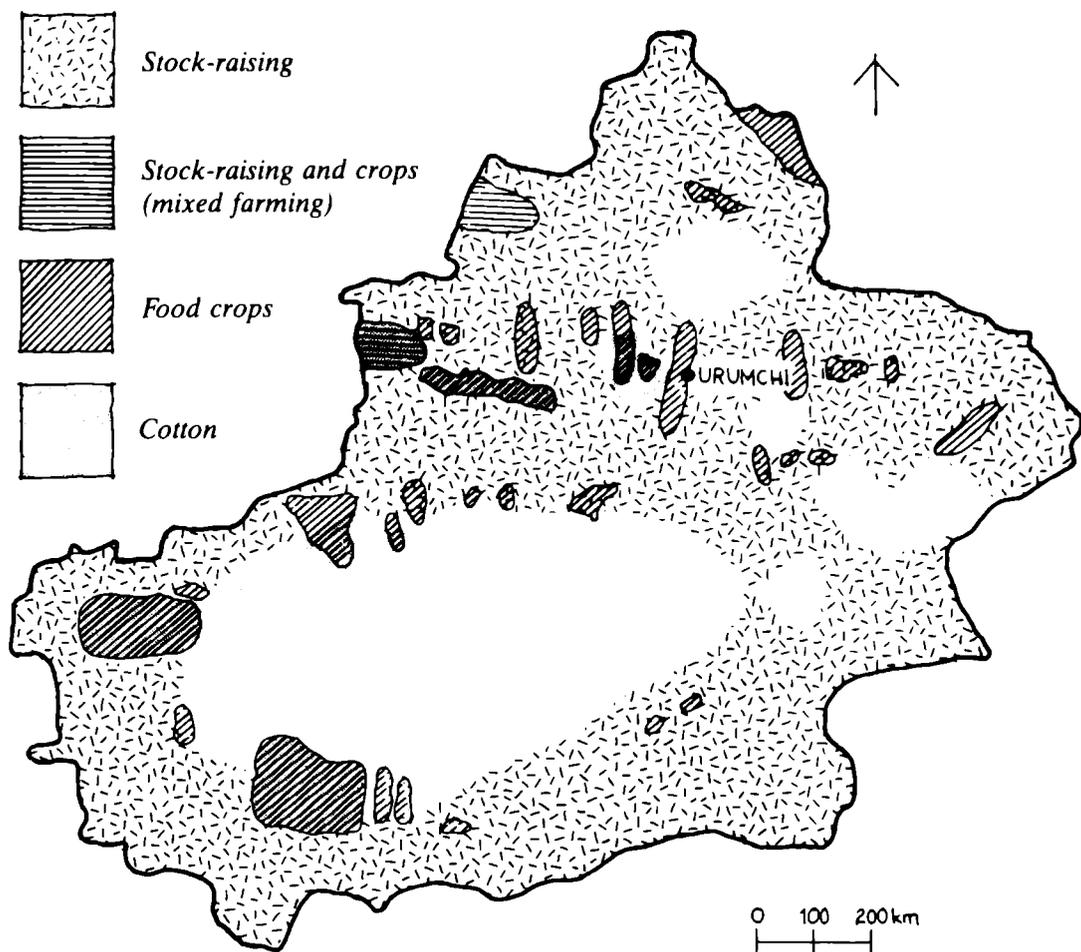 Stock-raising
Stock-raising and crops
(mixed farming)
Food crops
Cotton
URUMCHI
0 100 200 km